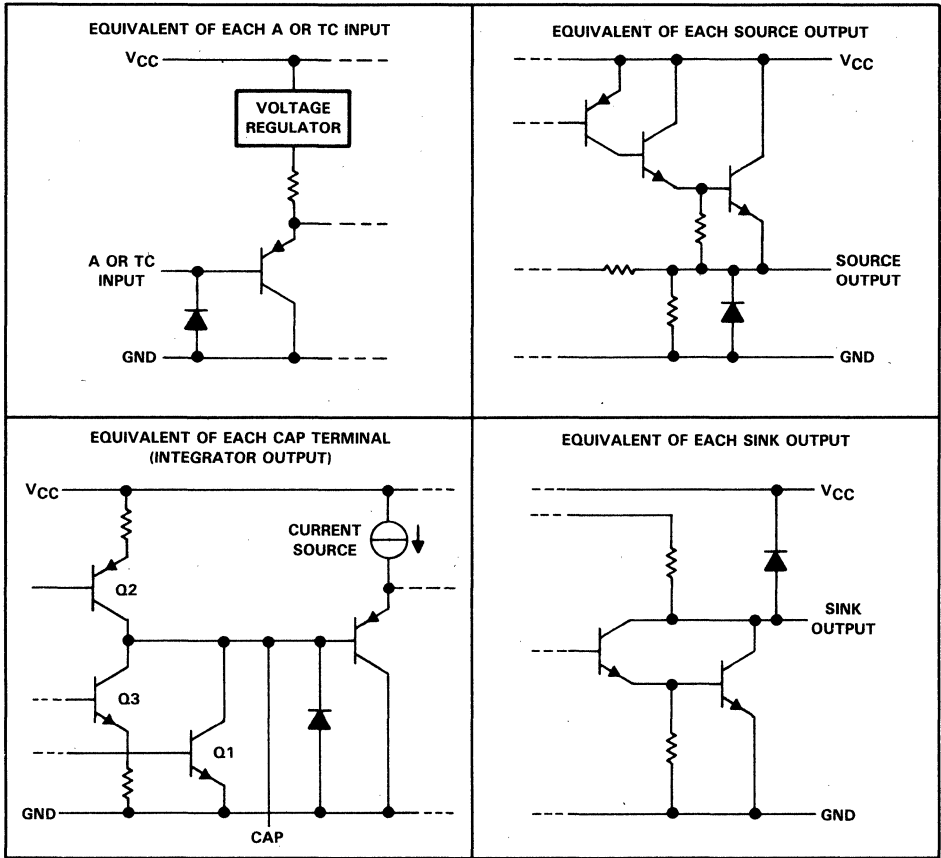 EQUIVALENT OF EACH A OR TC INPUT
VCC
VOLTAGE
REGULATOR
A OR TC
INPUT
GND
EQUIVALENT OF EACH SOURCE OUTPUT
VCC
SOURCE
OUTPUT
GND
EQUIVALENT OF EACH CAP TERMINAL
(INTEGRATOR OUTPUT)
VCC
CURRENT
SOURCE
Q2
Q3
Q1
GND
CAP
EQUIVALENT OF EACH SINK OUTPUT
VCC
SINK
OUTPUT
GND